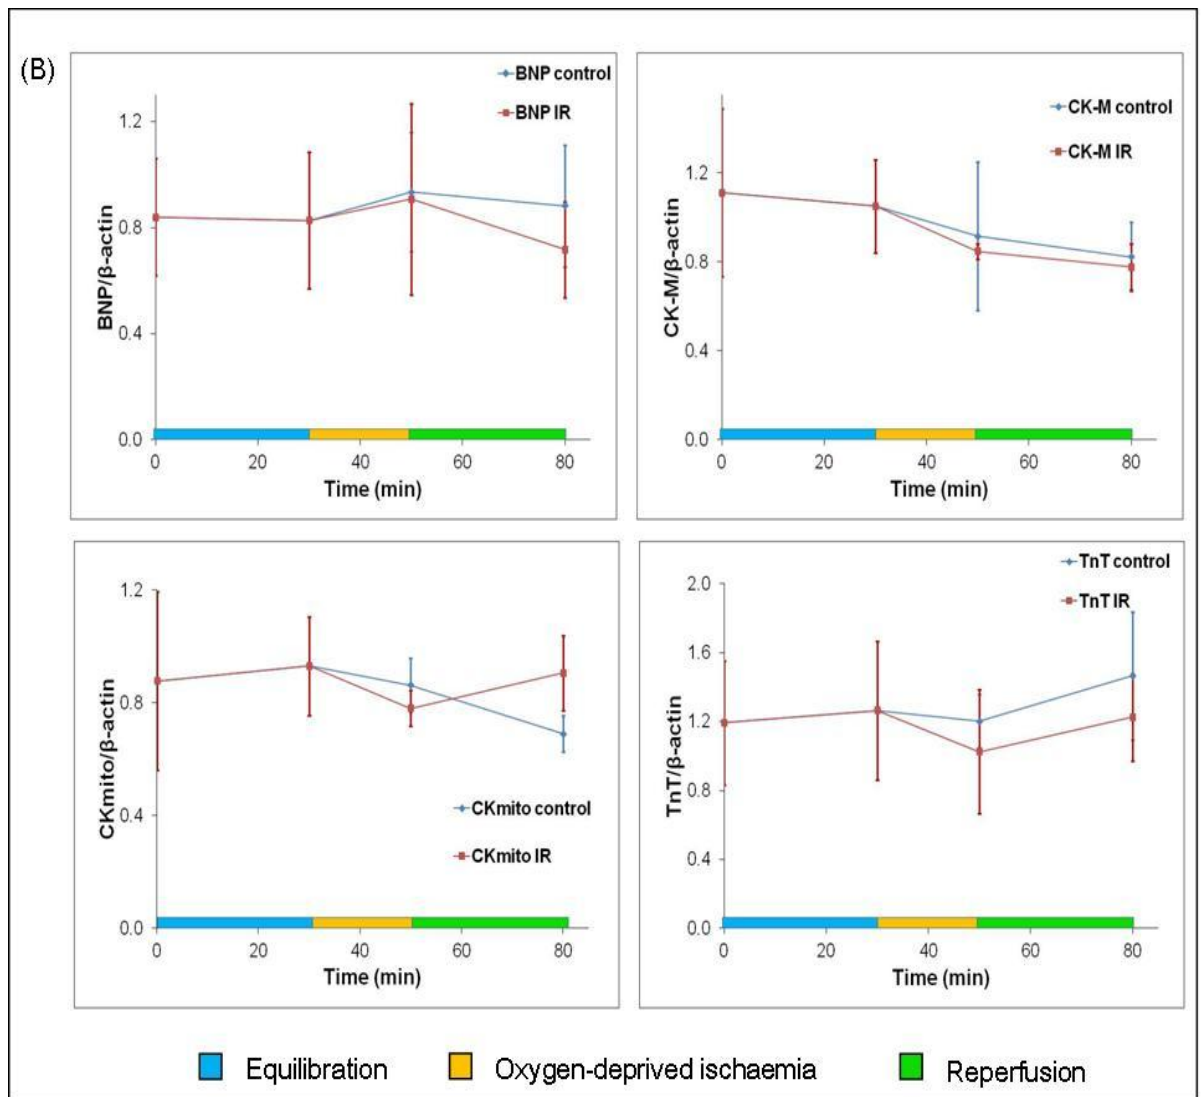 (B)
BNP control
BNP IR
BNP/β-actin
1.2
0.8
0.4
0.0
0 20 40 60 80
Time (min)
CK-M control
CK-M IR
CK-M/β-actin
1.2
0.8
0.4
0.0
0 20 40 60 80
Time (min)
CKmito/β-actin
1.2
0.8
0.4
0.0
CKmito control
CKmito IR
0 20 40 60 80
Time (min)
TnT control
TnT IR
TnT/β-actin
2.0
1.6
1.2
0.8
0.4
0.0
0 20 40 60 80
Time (min)
Equilibration Oxygen-deprived ischaemia Reperfusion